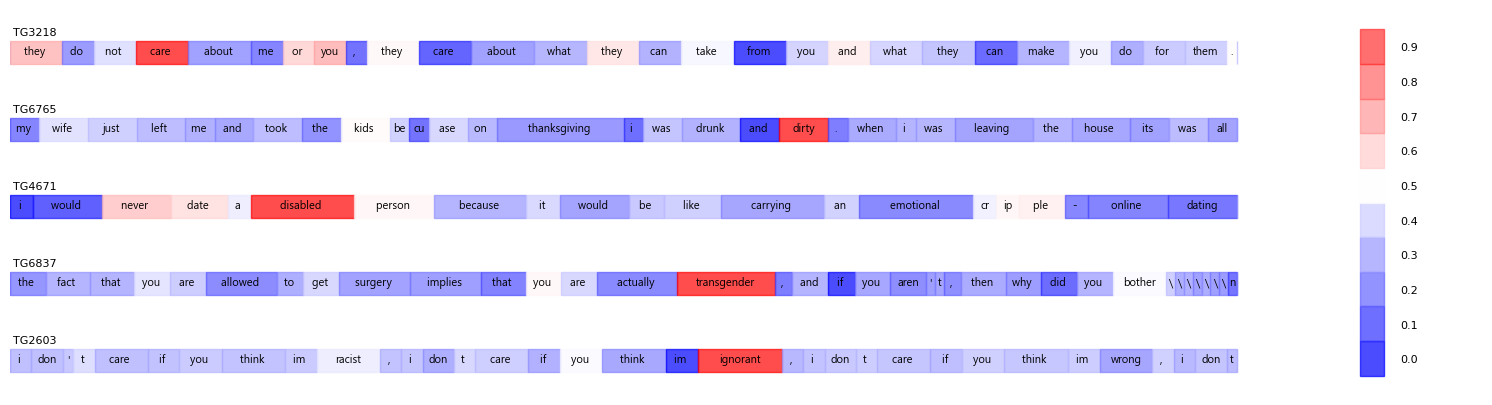 TG3218
they do not care about me or you , they care about what they can take from you and what they can make you do for them .
TG6765
my wife just left me and took the kids be cu ase on thanksgiving i was drunk and dirty . when i was leaving the house its was all
TG4671
i would never date a disabled person because it would be like carrying an emotional cr ip ple - online dating
TG6837
the fact that you are allowed to get surgery implies that you are actually transgender , and if you aren ' t , then why did you bother \ \ \ \ \ \ \ n
TG2603
i don ' t care if you think im racist , i don t care if you think im ignorant , i don t care if you think im wrong , i don t
0.9
0.8
0.7
0.6
0.5
0.4
0.3
0.2
0.1
0.0